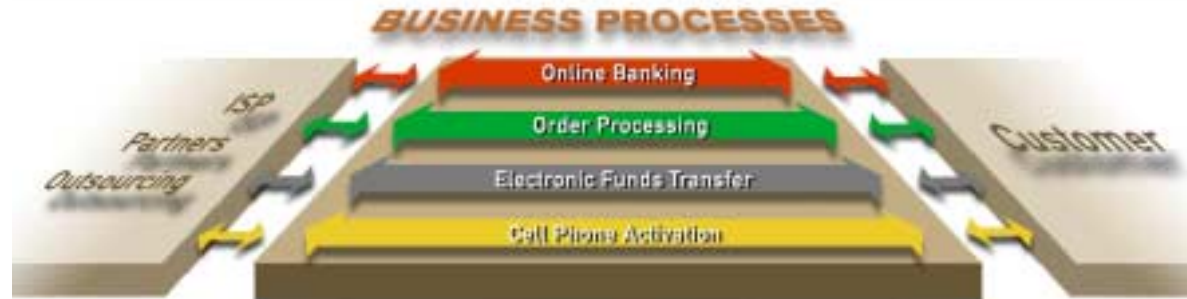 BUSINESS PROCESSES
Online Banking
Order Processing
Electronic Funds Transfer
Cell Phone Activation
ISP
Partners
Outsourcing
Customer